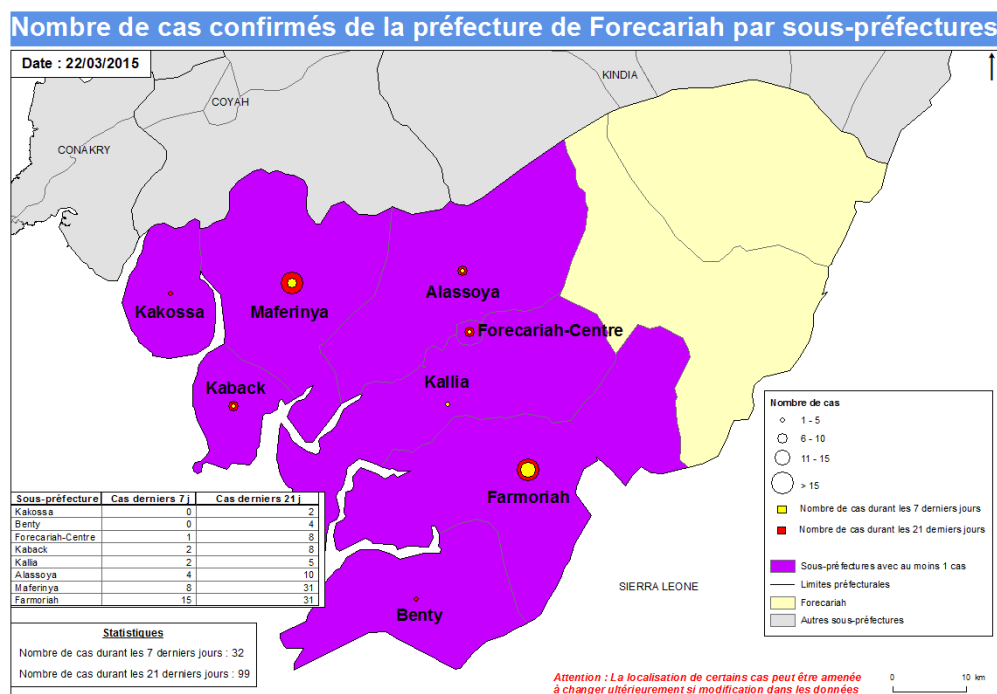 Nombre de cas confirmés de la préfecture de Forecariah par sous-préfectures
Date : 22/03/2015
KINDIA
COYAH
CONAKRY
Kakossa
Maferinya
Alassoya
Forecariah-Centre
Kaback
Kallia
Farmoriah
Benty
SIERRA LEONE
Nombre de cas
1 - 5
6 - 10
11 - 15
> 15
Nombre de cas durant les 7 derniers jours
Nombre de cas durant les 21 derniers jours
Sous-préfectures avec au moins 1 cas
Limites préfecturales
Forecariah
Autres sous-préfectures
Sous-préfecture Cas derniers 7 j Cas derniers 21 j
Kakossa 0 2
Benty 0 4
Forecariah-Centre 1 8
Kaback 2 8
Kallia 2 5
Alassoya 4 10
Maferinya 8 31
Farmoriah 15 31
Statistiques
Nombre de cas durant les 7 derniers jours : 32
Nombre de cas durant les 21 derniers jours : 99
Attention : La localisation de certains cas peut être amenée
à changer ultérieurement si modification dans les données
0 10 km